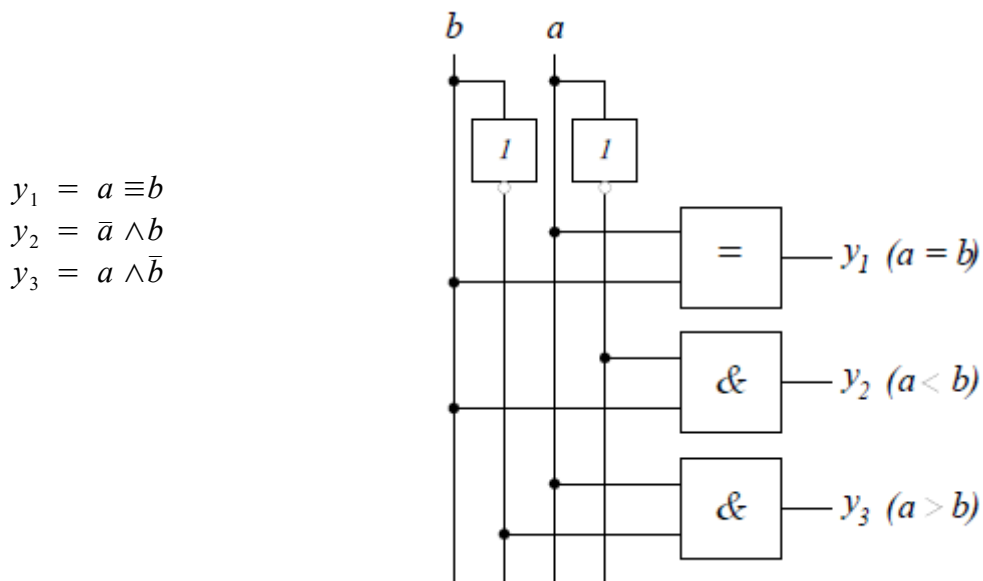 b a
1 1
y₁ = a ≡ b
y₂ = a̅ ∧ b
y₃ = a ∧ b̅
= y₁ (a = b)
& y₂ (a < b)
& y₃ (a > b)